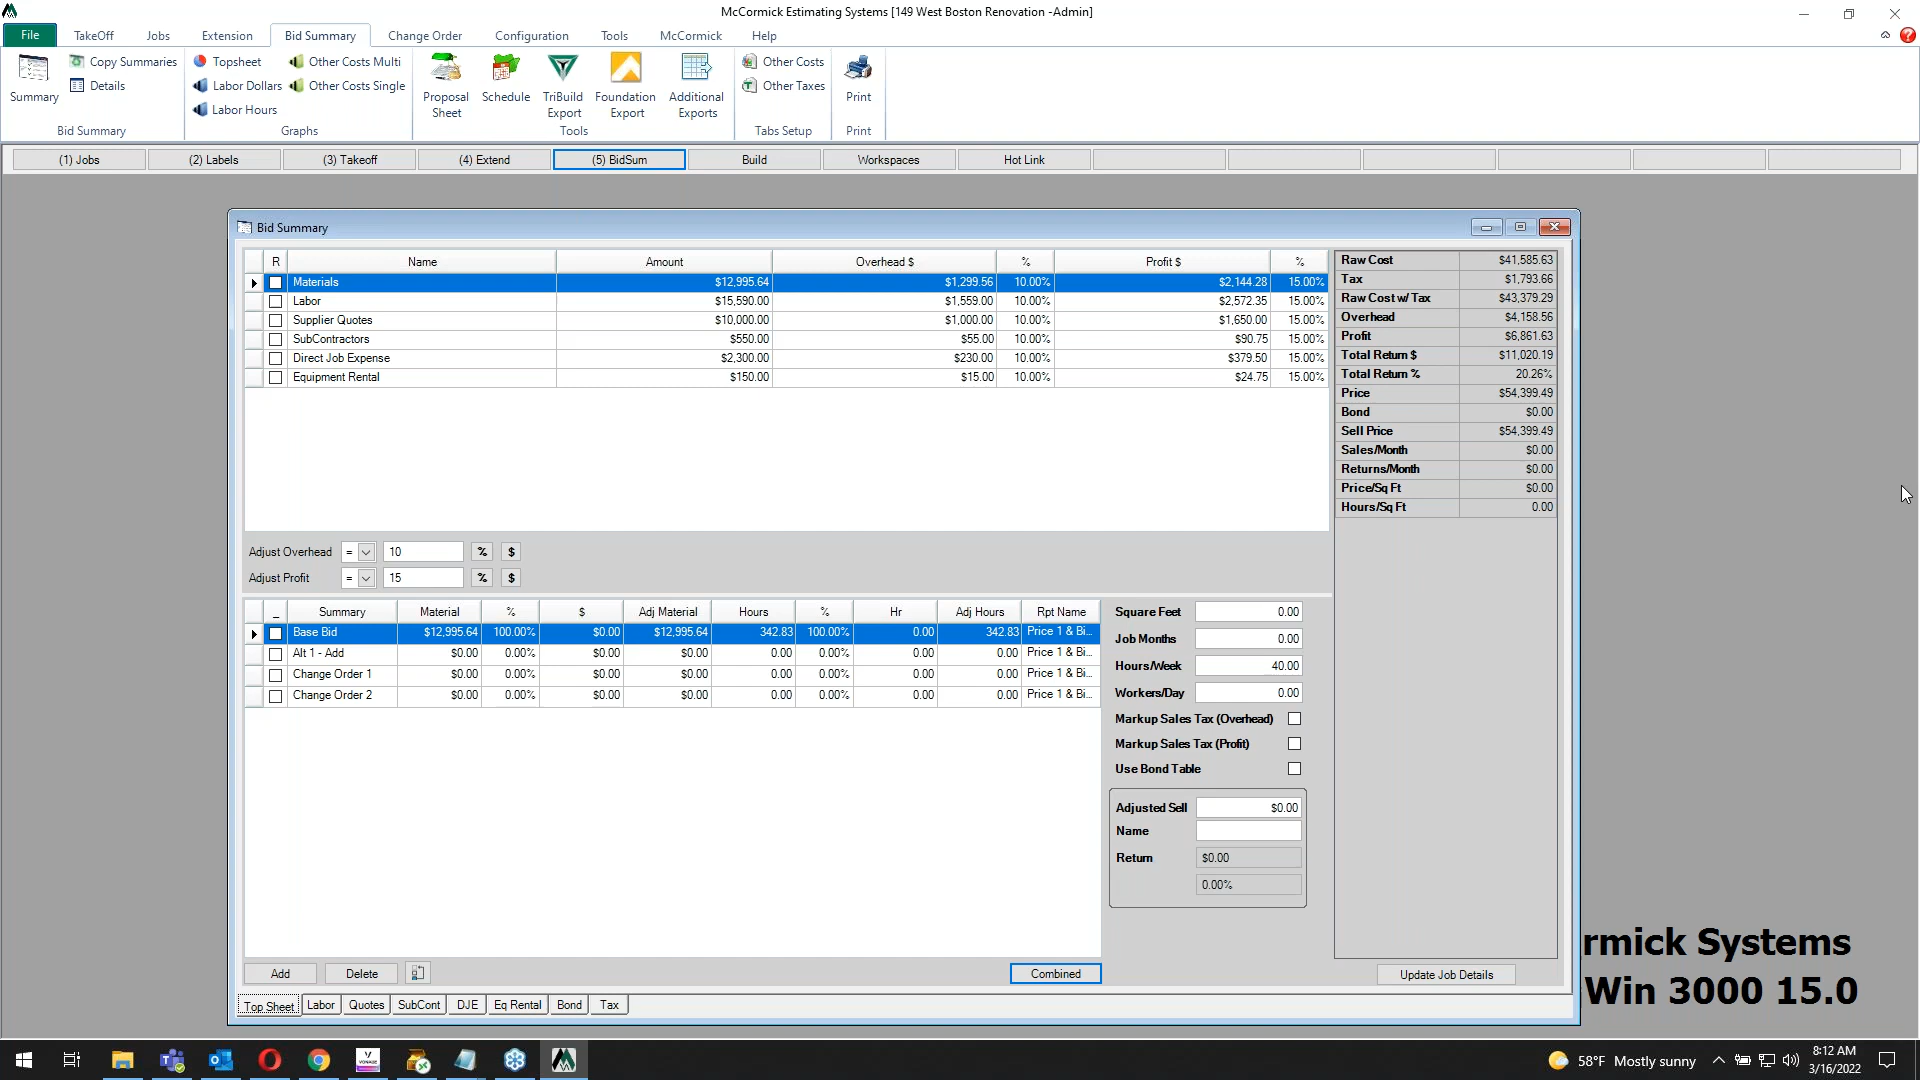 McCormick Estimating Systems [149 West Boston Renovation -Admin]
File TakeOff Jobs Extension Bid Summary Change Order Configuration Tools McCormick Help
Summary
Copy Summaries
Details
Bid Summary
Topsheet
Labor Dollars
Labor Hours
Other Costs Multi
Other Costs Single
Graphs
Proposal Sheet
Schedule
TriBuild Export
Foundation Export
Additional Exports
Tools
Other Costs
Other Taxes
Tabs Setup
Print
Print
(1) Jobs (2) Labels (3) Takeoff (4) Extend (5) BidSum Build Workspaces Hot Link
Bid Summary
R Name Amount Overhead $ % Profit $ %
Materials $12,995.64 $1,299.56 10.00% $2,144.28 15.00%
Labor $15,590.00 $1,559.00 10.00% $2,572.35 15.00%
Supplier Quotes $10,000.00 $1,000.00 10.00% $1,650.00 15.00%
SubContractors $550.00 $55.00 10.00% $90.75 15.00%
Direct Job Expense $2,300.00 $230.00 10.00% $379.50 15.00%
Equipment Rental $150.00 $15.00 10.00% $24.75 15.00%
Raw Cost $41,585.63
Tax $1,793.66
Raw Cost w/ Tax $43,379.29
Overhead $4,158.56
Profit $6,861.63
Total Return $ $11,020.19
Total Return % 20.26%
Price $54,399.49
Bond $0.00
Sell Price $54,399.49
Sales/Month $0.00
Returns/Month $0.00
Price/Sq Ft $0.00
Hours/Sq Ft 0.00
Adjust Overhead = 10 % $
Adjust Profit = 15 % $
_ Summary Material % $ Adj Material Hours % Hr Adj Hours Rpt Name
Base Bid $12,995.64 100.00% $0.00 $12,995.64 342.83 100.00% 0.00 342.83 Price 1 & Bi...
Alt 1 - Add $0.00 0.00% $0.00 $0.00 0.00 0.00% 0.00 0.00 Price 1 & Bi...
Change Order 1 $0.00 0.00% $0.00 $0.00 0.00 0.00% 0.00 0.00 Price 1 & Bi...
Change Order 2 $0.00 0.00% $0.00 $0.00 0.00 0.00% 0.00 0.00 Price 1 & Bi...
Square Feet 0.00
Job Months 0.00
Hours/Week 40.00
Workers/Day 0.00
Markup Sales Tax (Overhead)
Markup Sales Tax (Profit)
Use Bond Table
Adjusted Sell $0.00
Name
Return $0.00
0.00%
Add Delete Combined Update Job Details
Top Sheet Labor Quotes SubCont DJE Eq Rental Bond Tax
rmick Systems
Win 3000 15.0
58°F Mostly sunny
8:12 AM
3/16/2022